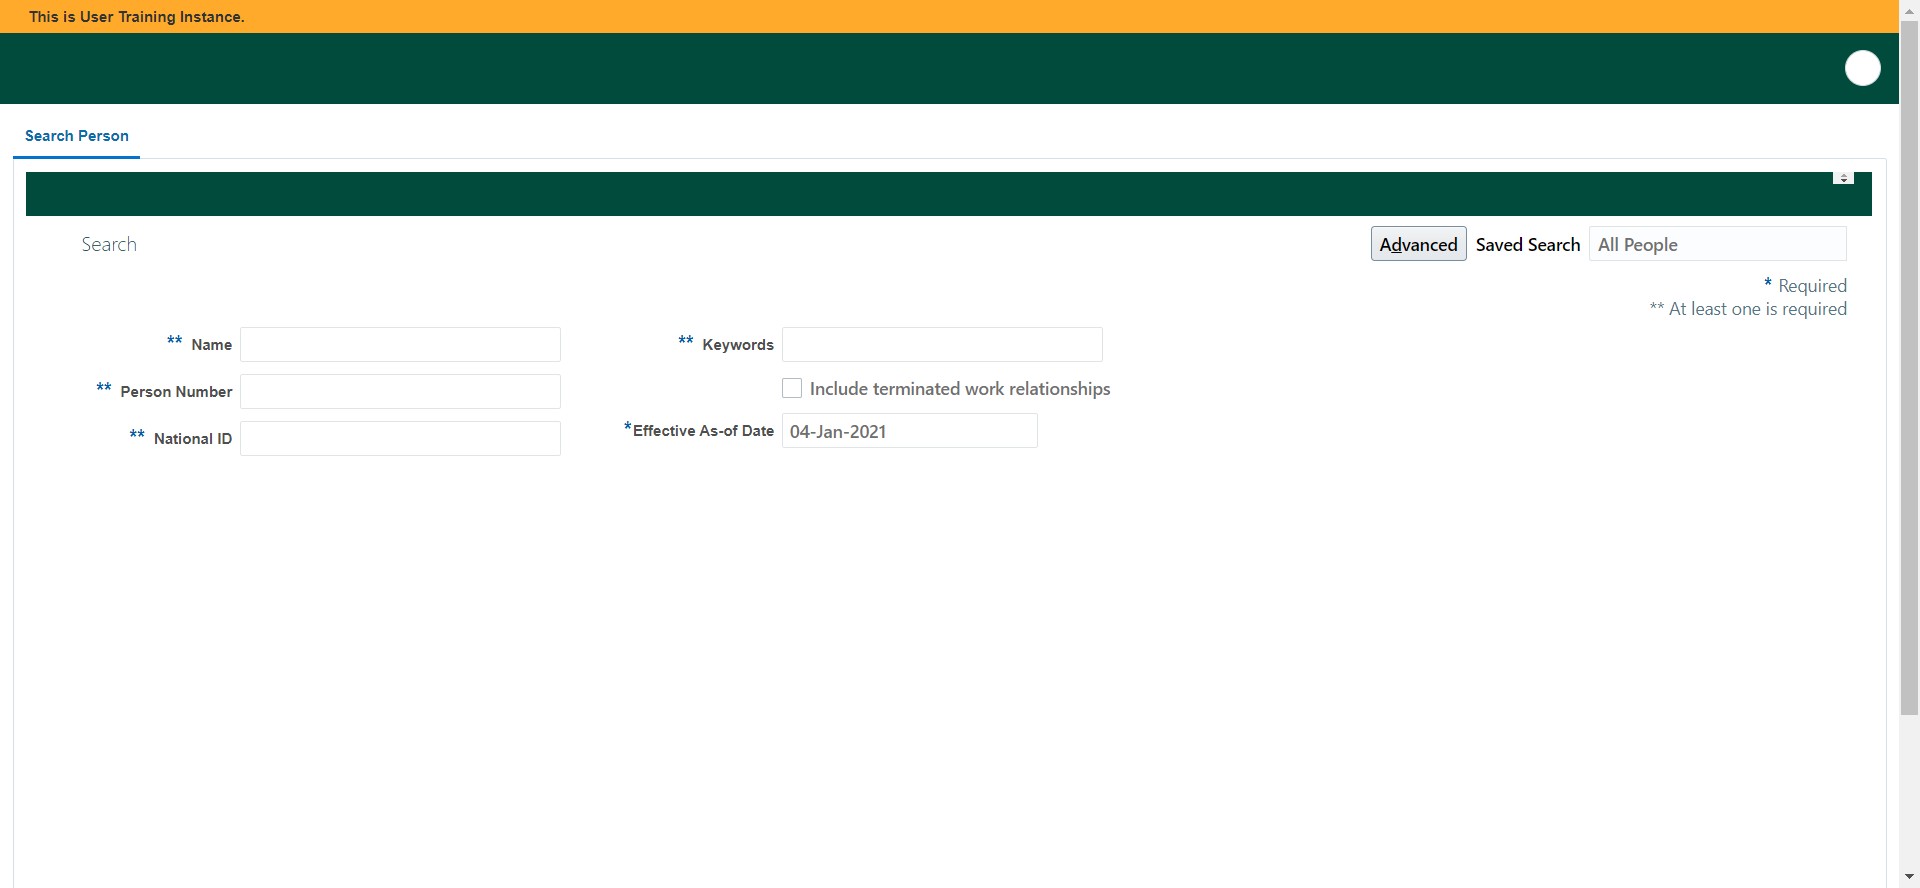 This is User Training Instance.
Search Person
Search
Advanced Saved Search All People
* Required
** At least one is required
** Name
** Keywords
** Person Number
Include terminated work relationships
** National ID
*Effective As-of Date 04-Jan-2021